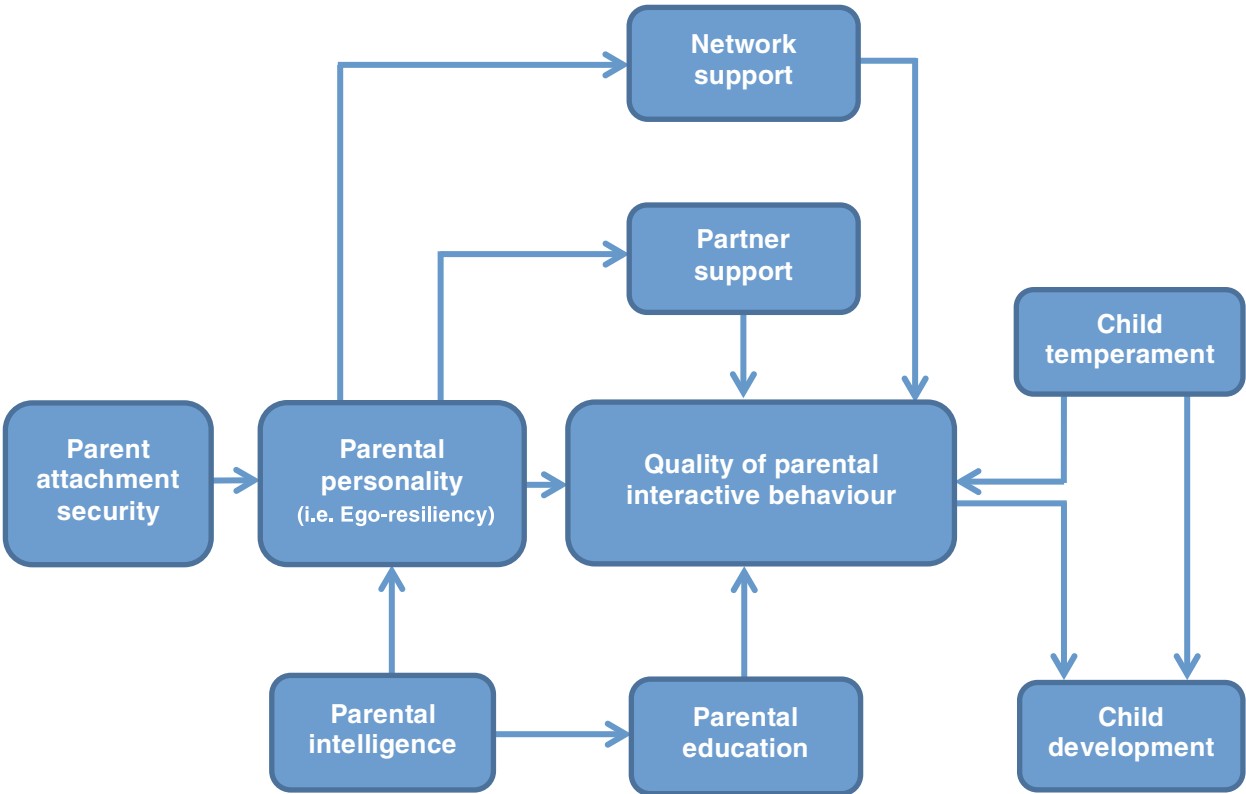 Network
support
Partner
support
Child
temperament
Parent
attachment
security
Parental
personality
(i.e. Ego-resiliency)
Quality of parental
interactive behaviour
Parental
intelligence
Parental
education
Child
development